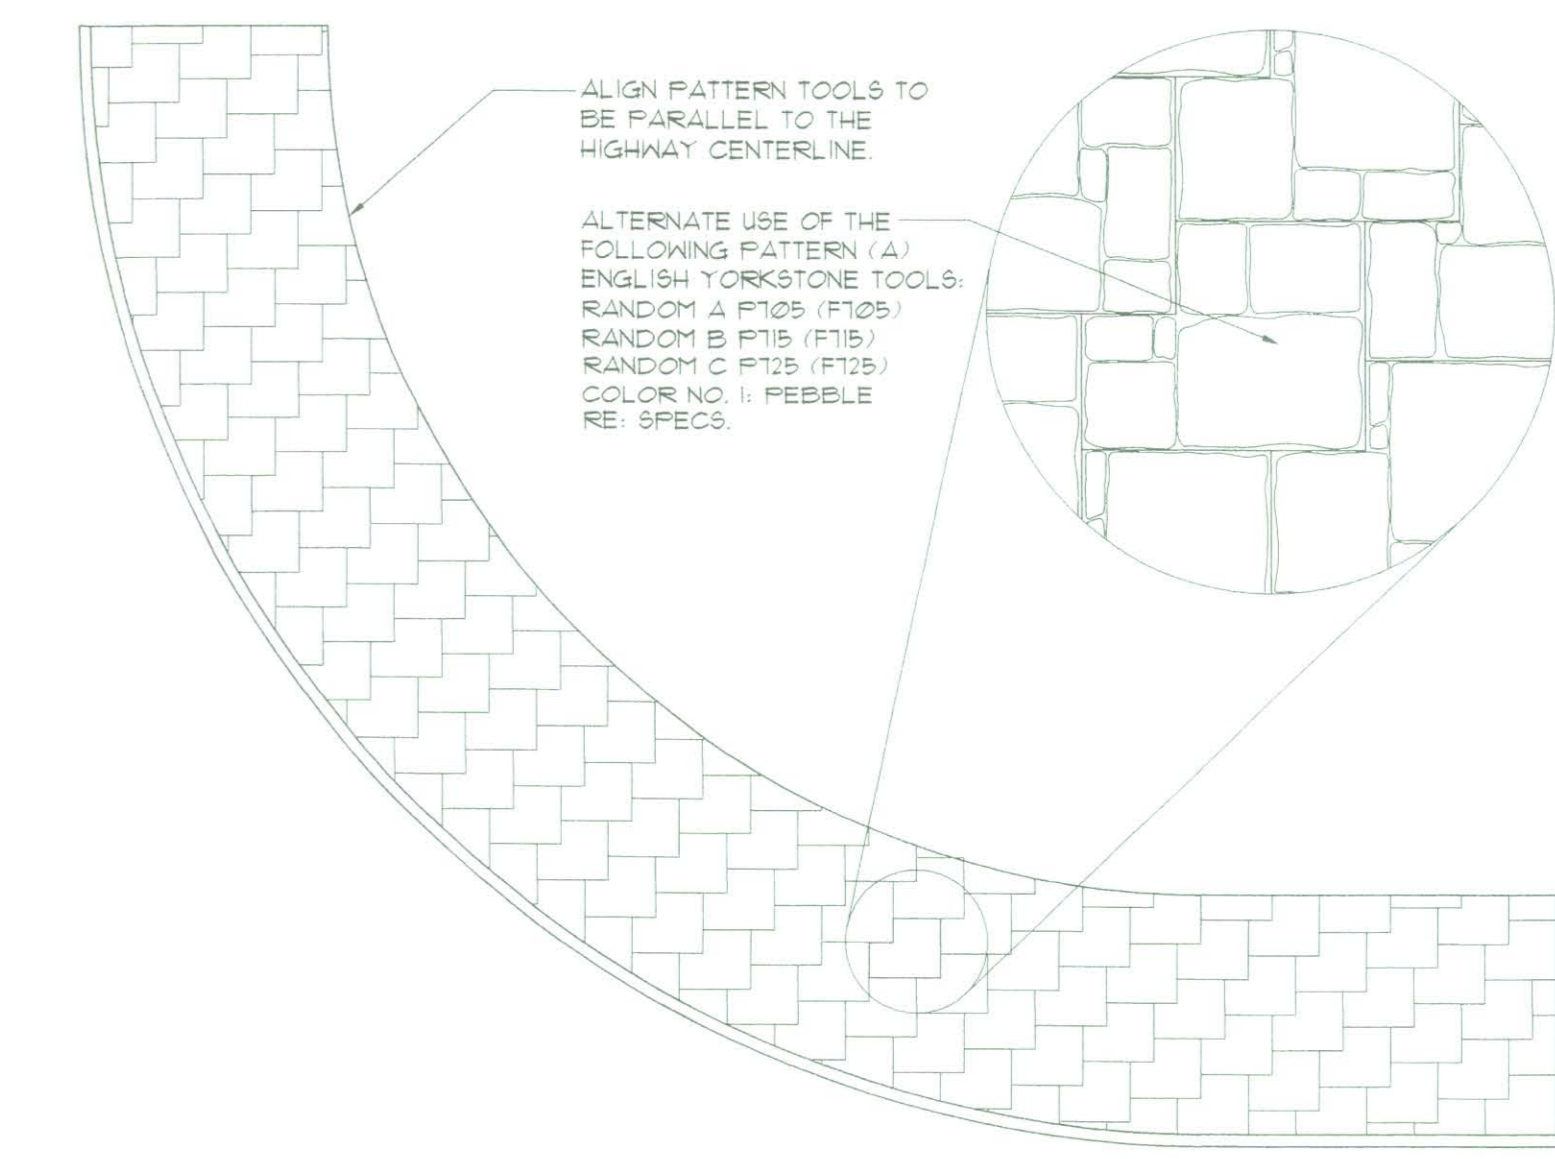 ALIGN PATTERN TOOLS TO
BE PARALLEL TO THE
HIGHWAY CENTERLINE.
ALTERNATE USE OF THE
FOLLOWING PATTERN (A)
ENGLISH YORKSTONE TOOLS:
RANDOM A P7Ø5 (F7Ø5)
RANDOM B P715 (F715)
RANDOM C P725 (F725)
COLOR NO. 1: PEBBLE
RE: SPECS.